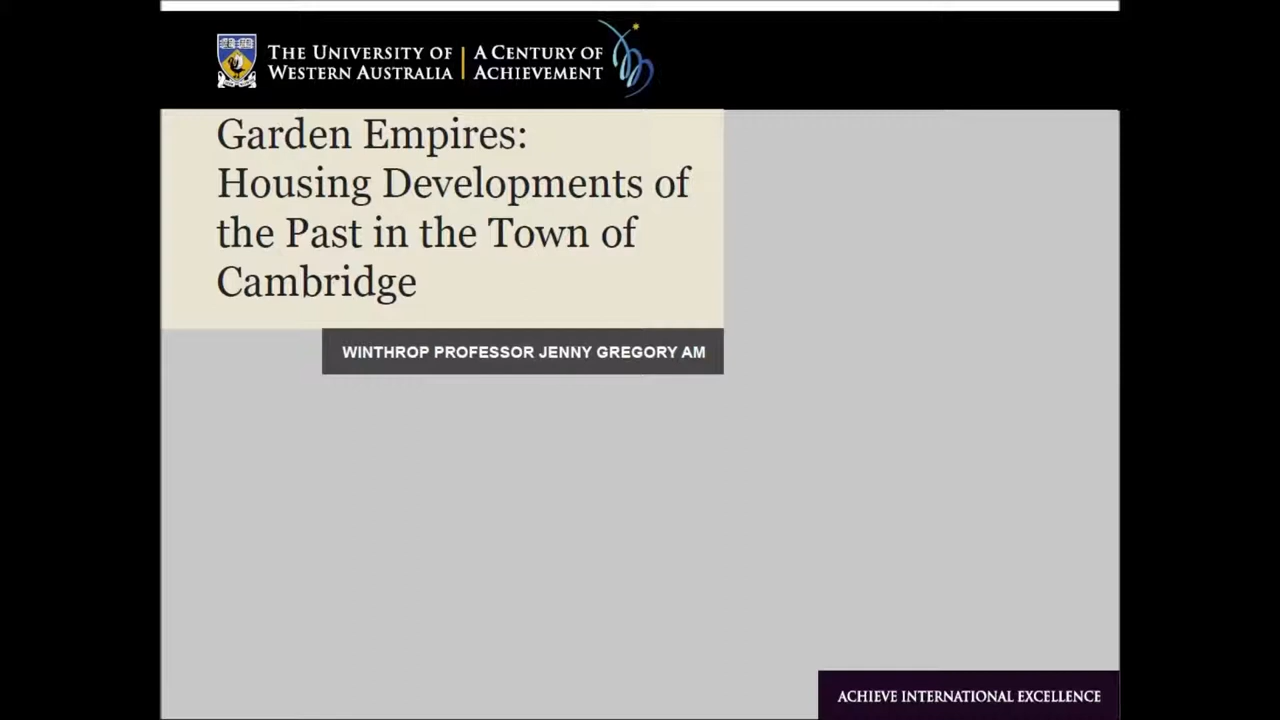 THE UNIVERSITY OF
WESTERN AUSTRALIA
A CENTURY OF
ACHIEVEMENT
Garden Empires:
Housing Developments of
the Past in the Town of
Cambridge
WINTHROP PROFESSOR JENNY GREGORY AM
ACHIEVE INTERNATIONAL EXCELLENCE